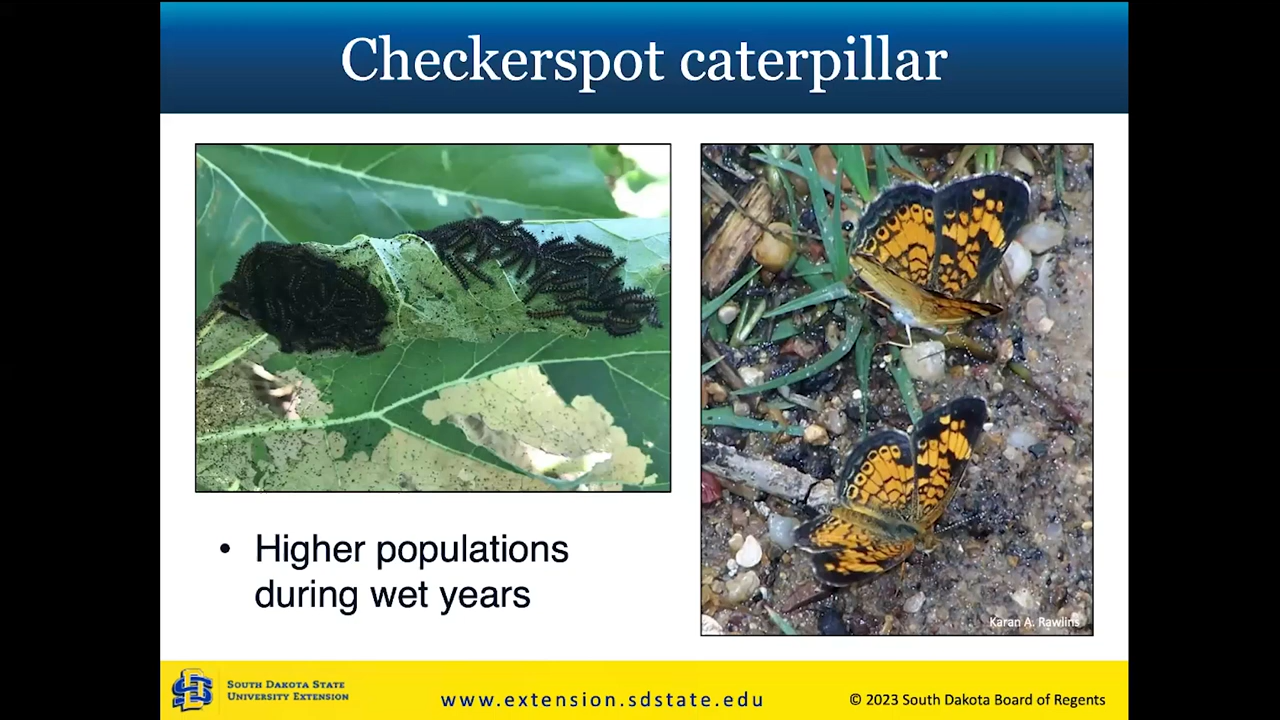 Checkerspot caterpillar
• Higher populations
during wet years
Karan A. Rawlins
SOUTH DAKOTA STATE
UNIVERSITY EXTENSION
www.extension.sdstate.edu
© 2023 South Dakota Board of Regents